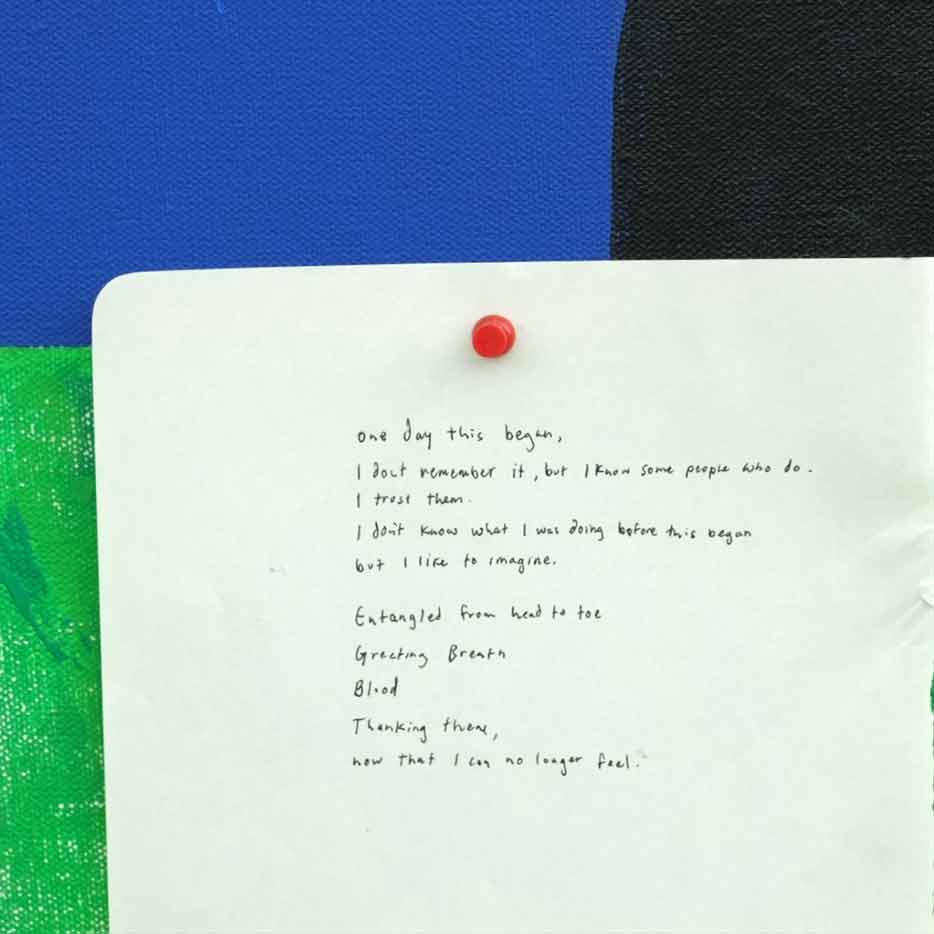 one day this began,
I don't remember it, but I know some people who do.
I trust them.
I don't know what I was doing before this began
but I like to imagine.
Entangled from head to toe
Greeting Breath
Blood
Thanking them,
now that I can no longer feel.